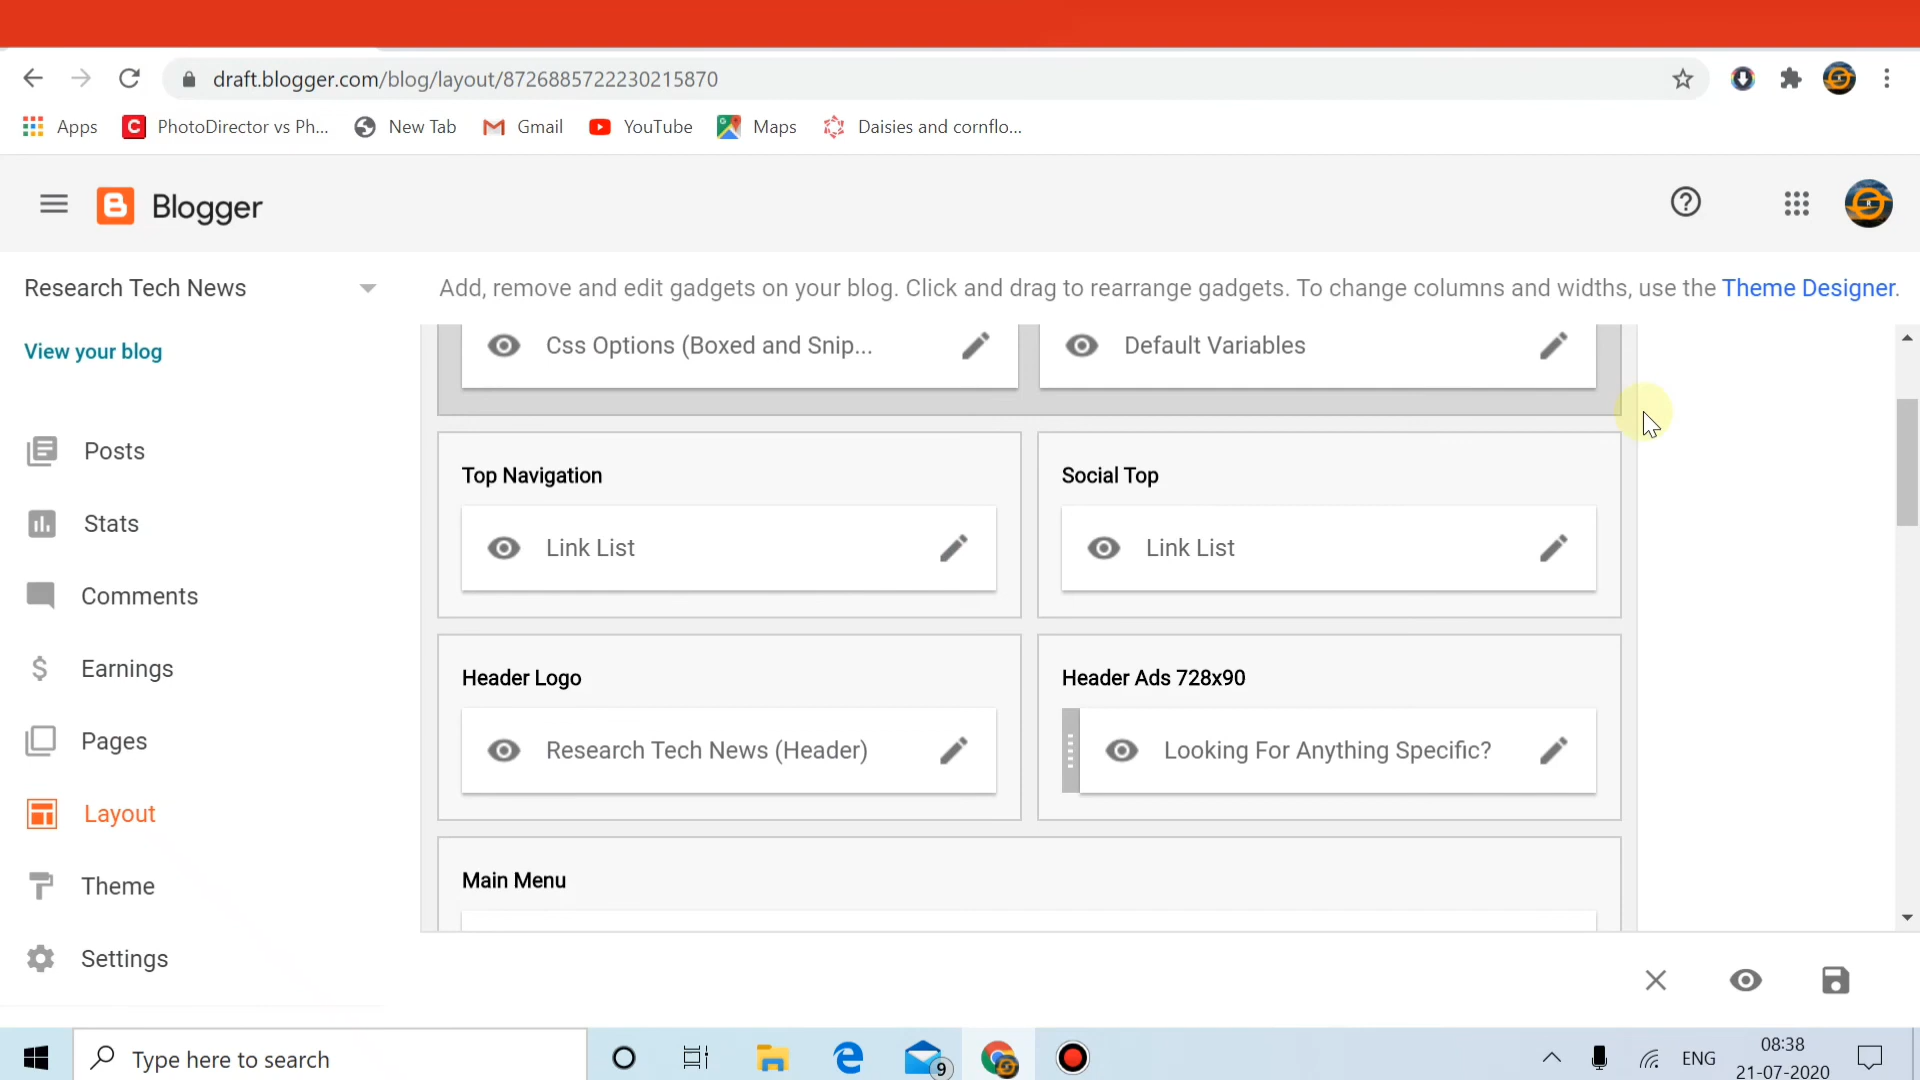 draft.blogger.com/blog/layout/8726885722230215870
Apps
PhotoDirector vs Ph...
New Tab
Gmail
YouTube
Maps
Daisies and cornflo...
Blogger
Research Tech News
Add, remove and edit gadgets on your blog. Click and drag to rearrange gadgets. To change columns and widths, use the Theme Designer.
View your blog
Posts
Stats
Comments
Earnings
Pages
Layout
Theme
Settings
Css Options (Boxed and Snip...
Default Variables
Top Navigation
Link List
Social Top
Link List
Header Logo
Research Tech News (Header)
Header Ads 728x90
Looking For Anything Specific?
Main Menu
Type here to search
9
ENG
08:38
21-07-2020